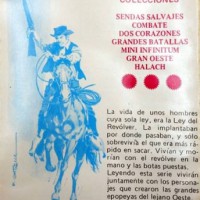 COLECCIONES
SENDAS SALVAJES
COMBATE
DOS CORAZONES
GRANDES BATALLAS
MINI INFINITUM
GRAN OESTE
HALACH
La vida de unos hombres
cuya sola ley, era la Ley del
Revólver. La implantaban
por donde pasaban, y sólo
sobrevivía el que era más rá-
pido en sacar. Vivían y mo-
rían con el revólver en la
mano y las botas puestas.
Leyendo esta serie vivirán
juntamente con los persona-
jes que crearon las grandes
epopeyas del lejano Oeste.